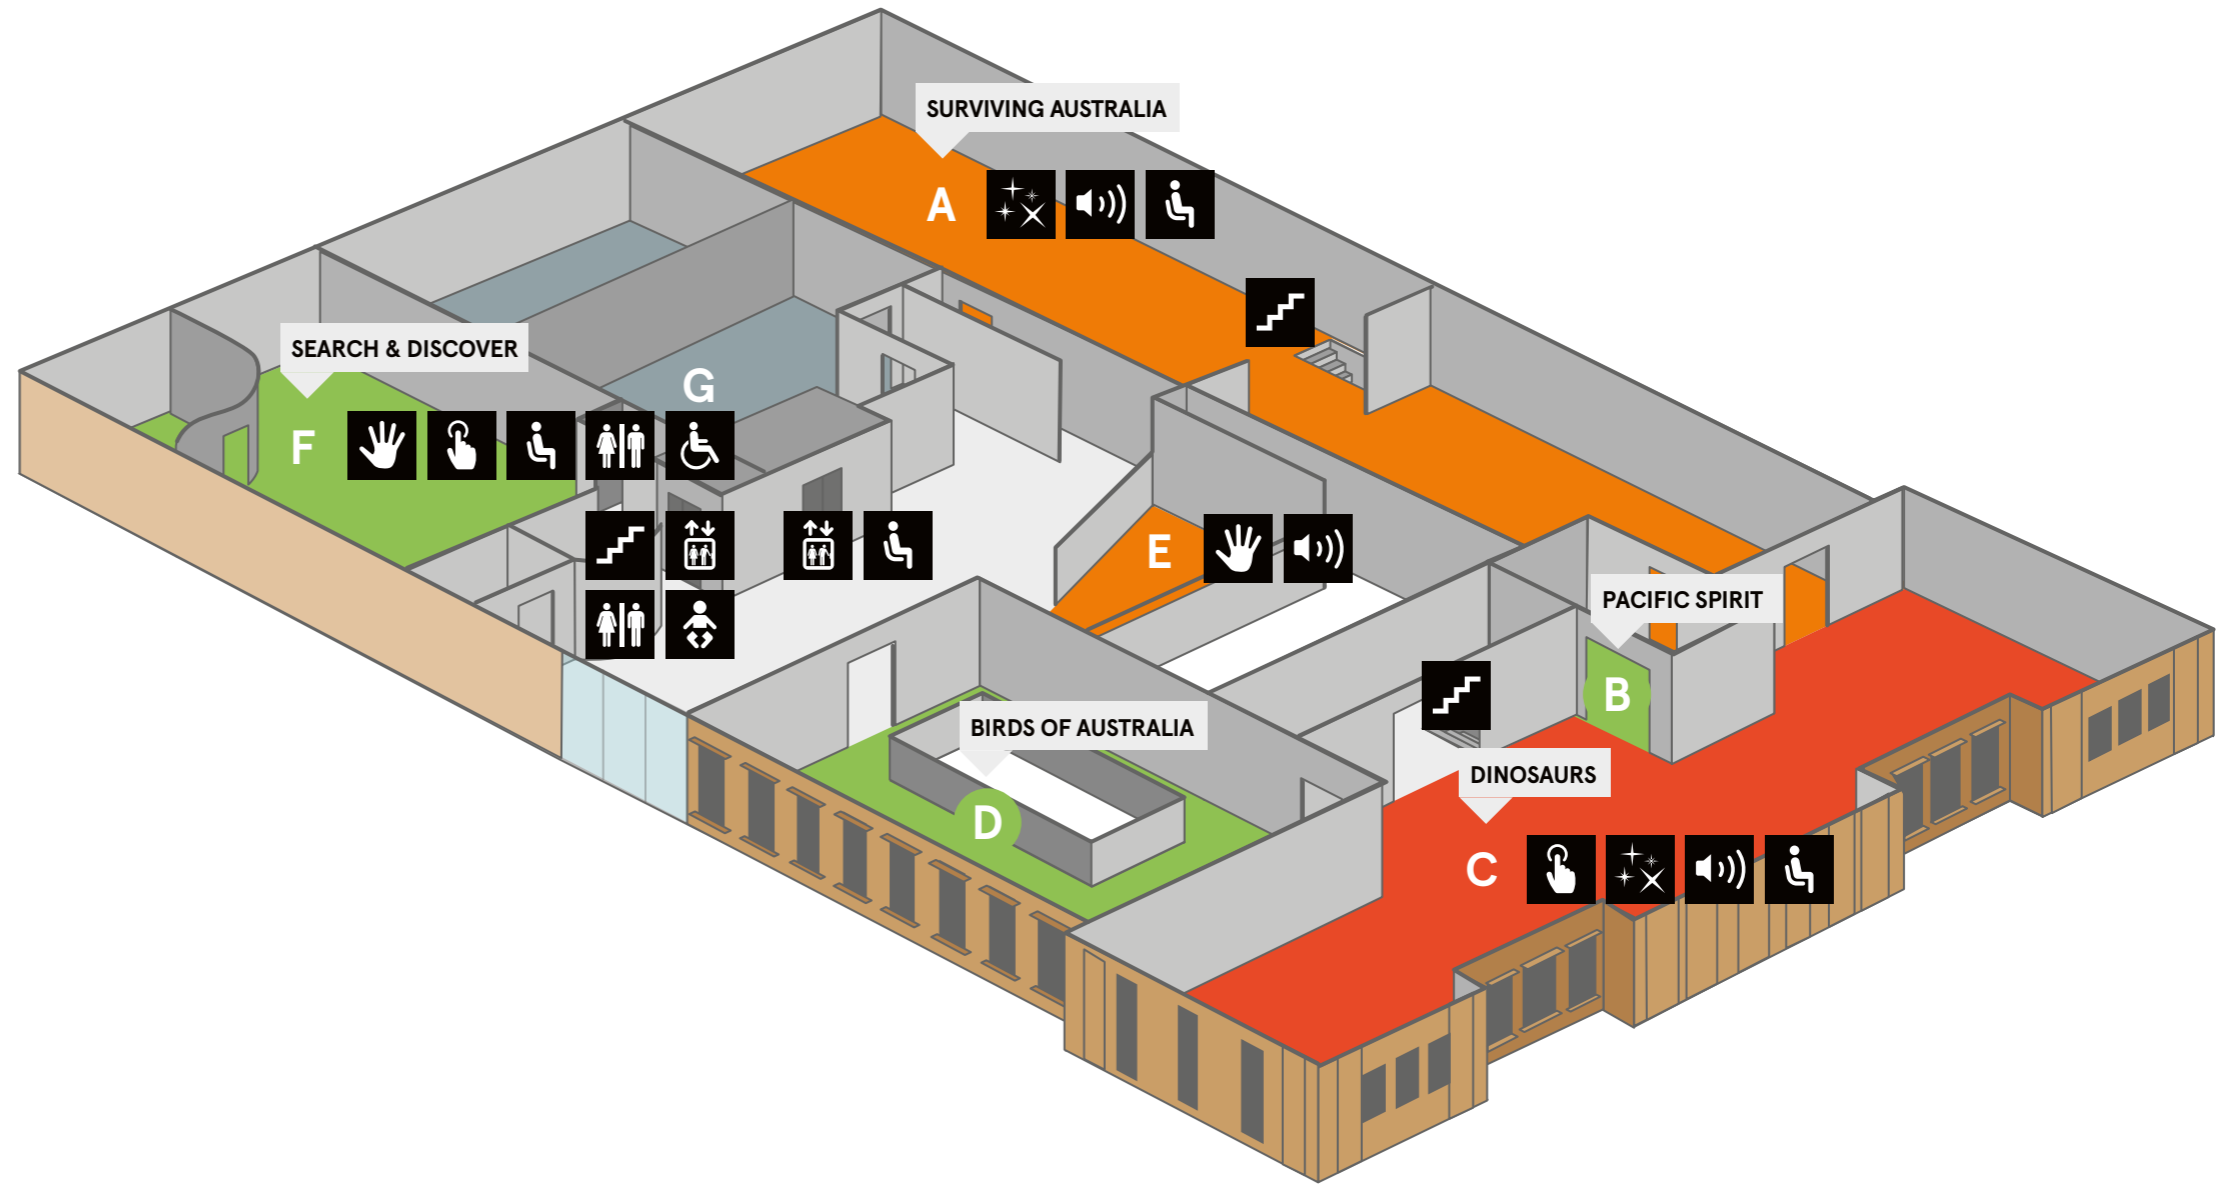 SURVIVING AUSTRALIA
A
SEARCH & DISCOVER
G
F
E
PACIFIC SPIRIT
B
BIRDS OF AUSTRALIA
D
DINOSAURS
C